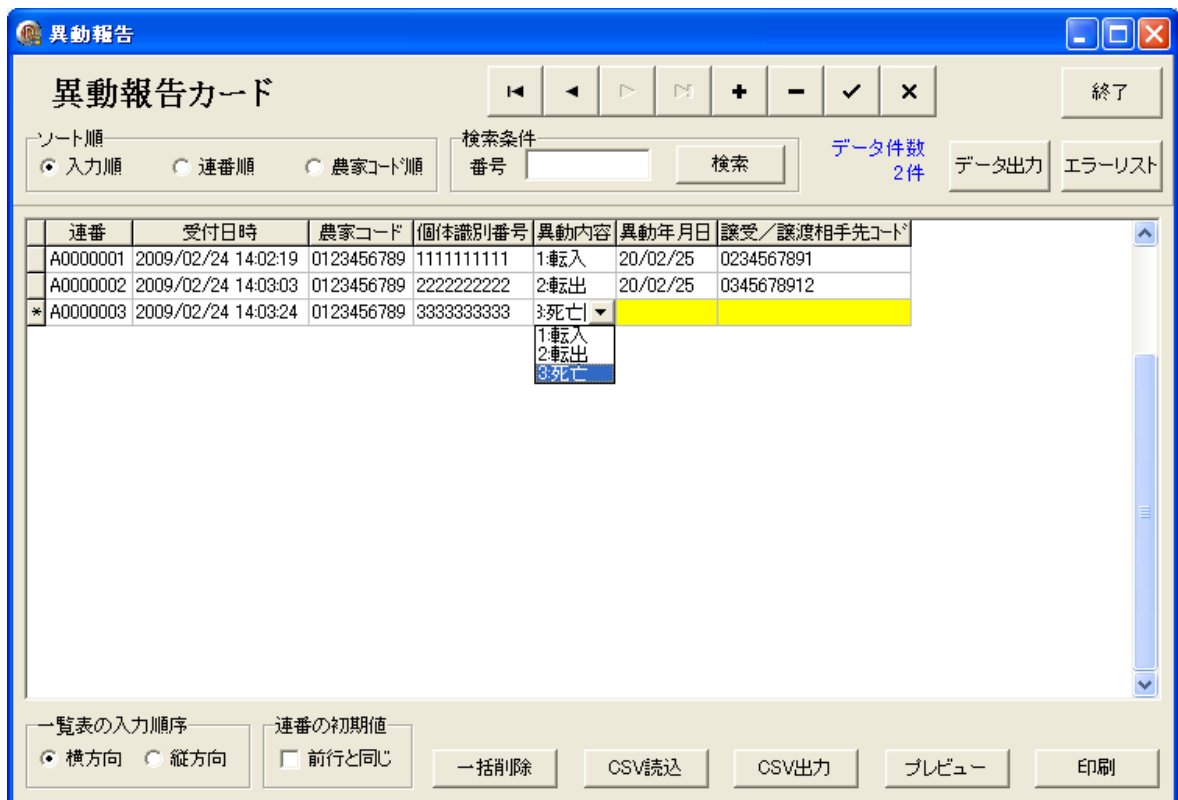 異動報告
異動報告カード
終了
ソート順
入力順 連番順 農家コード順
検索条件
番号 検索
データ件数
2件
データ出力 エラーリスト
連番 受付日時 農家コード 個体識別番号 異動内容 異動年月日 譲受／譲渡相手先コード
A0000001 2009/02/24 14:02:19 0123456789 1111111111 1:転入 20/02/25 0234567891
A0000002 2009/02/24 14:03:03 0123456789 2222222222 2:転出 20/02/25 0345678912
* A0000003 2009/02/24 14:03:24 0123456789 3333333333 3:死亡
1:転入
2:転出
3:死亡
一覧表の入力順序
横方向 縦方向
連番の初期値
前行と同じ
一括削除 CSV読込 CSV出力 プレビュー 印刷